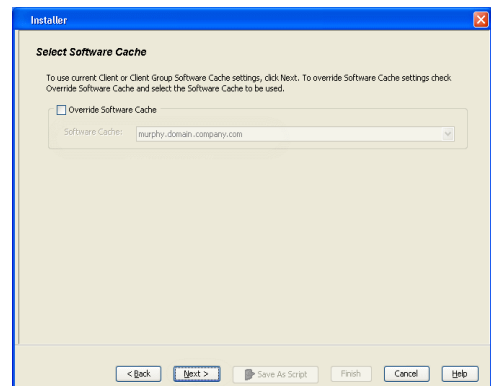 Installer
Select Software Cache
To use current Client or Client Group Software Cache settings, click Next. To override Software Cache settings check
Override Software Cache and select the Software Cache to be used.
Override Software Cache
Software Cache: murphy.domain.company.com
< Back Next > Save As Script Finish Cancel Help